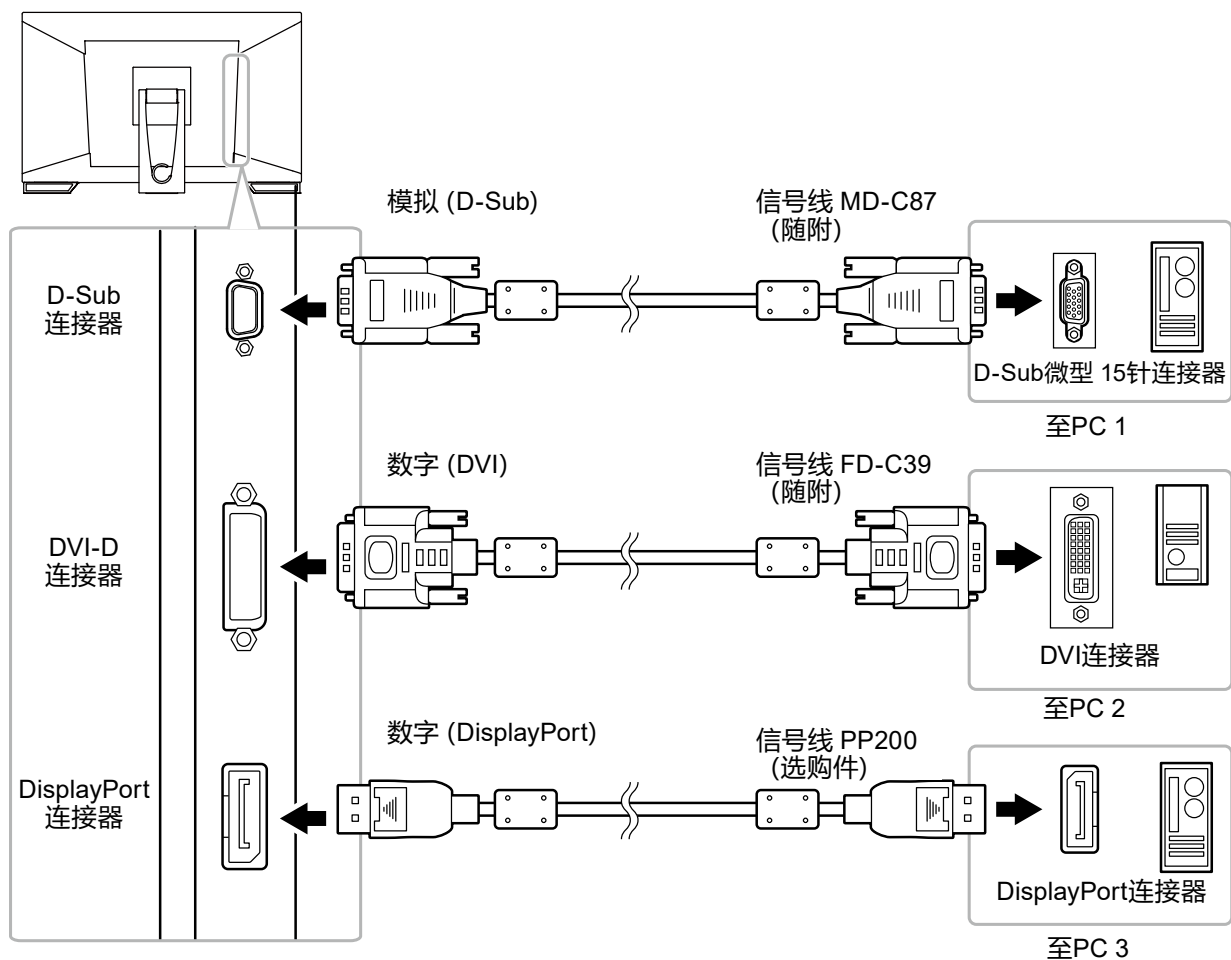 模拟 (D-Sub)
信号线 MD-C87
(随附)
D-Sub
连接器
D-Sub微型 15针连接器
至PC 1
数字 (DVI)
信号线 FD-C39
(随附)
DVI-D
连接器
DVI连接器
至PC 2
数字 (DisplayPort)
信号线 PP200
(选购件)
DisplayPort
连接器
DisplayPort连接器
至PC 3